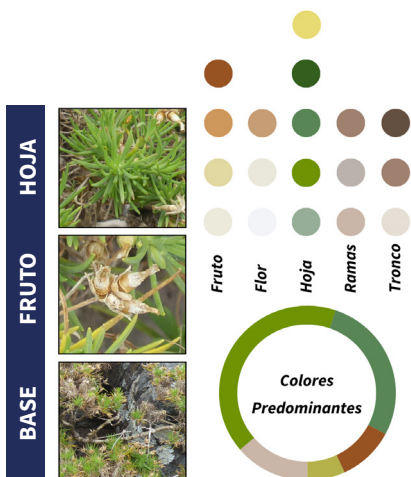 HOJA
FRUTO
BASE
Fruto
Flor
Hoja
Ramas
Tronco
Colores
Predominantes